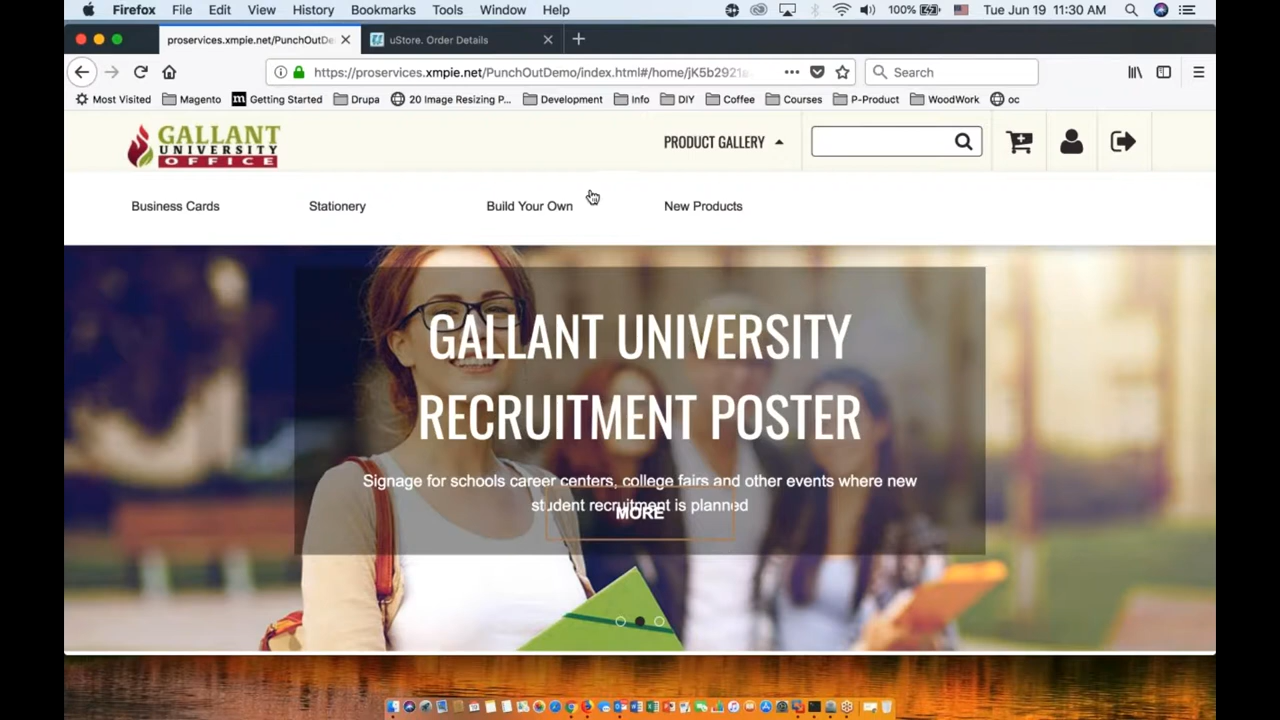 Firefox File Edit View History Bookmarks Tools Window Help 100% Tue Jun 19 11:30 AM
proservices.xmpie.net/PunchOutDe uStore. Order Details
https://proservices.xmpie.net/PunchOutDemo/index.html#/home/jK5b2921a Search
Most Visited Magento Getting Started Drupa 20 Image Resizing P... Development Info DIY Coffee Courses P-Product WoodWork oc
GALLANT
UNIVERSITY
OFFICE
PRODUCT GALLERY
Business Cards Stationery Build Your Own New Products
GALLANT UNIVERSITY
RECRUITMENT POSTER
Signage for schools career centers, college fairs and other events where new
student recruitment is planned
MORE